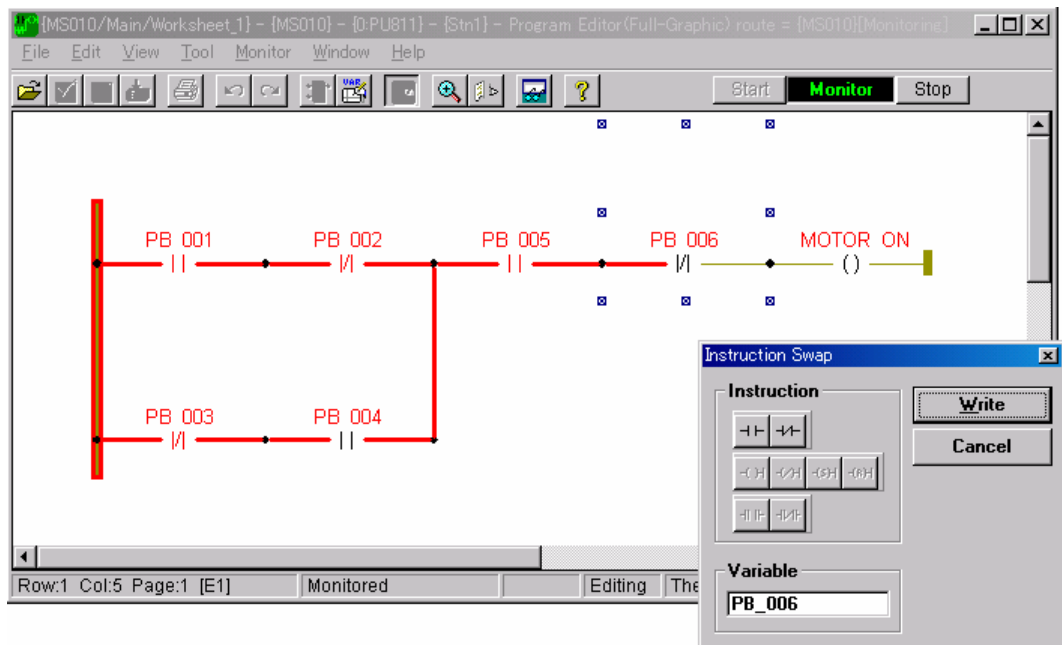 {MS010/Main/Worksheet_1} - {MS010} - {0:PU811} - {Stn1} - Program Editor(Full-Graphic) route = {MS010}[Monitoring]
File Edit View Tool Monitor Window Help
VAR
Start Monitor Stop
PB 001 PB 002 PB 005 PB 006 MOTOR ON
PB 003 PB 004
Instruction Swap
Instruction
Write
Cancel
Variable
PB_006
Row:1 Col:5 Page:1 [E1] Monitored Editing The